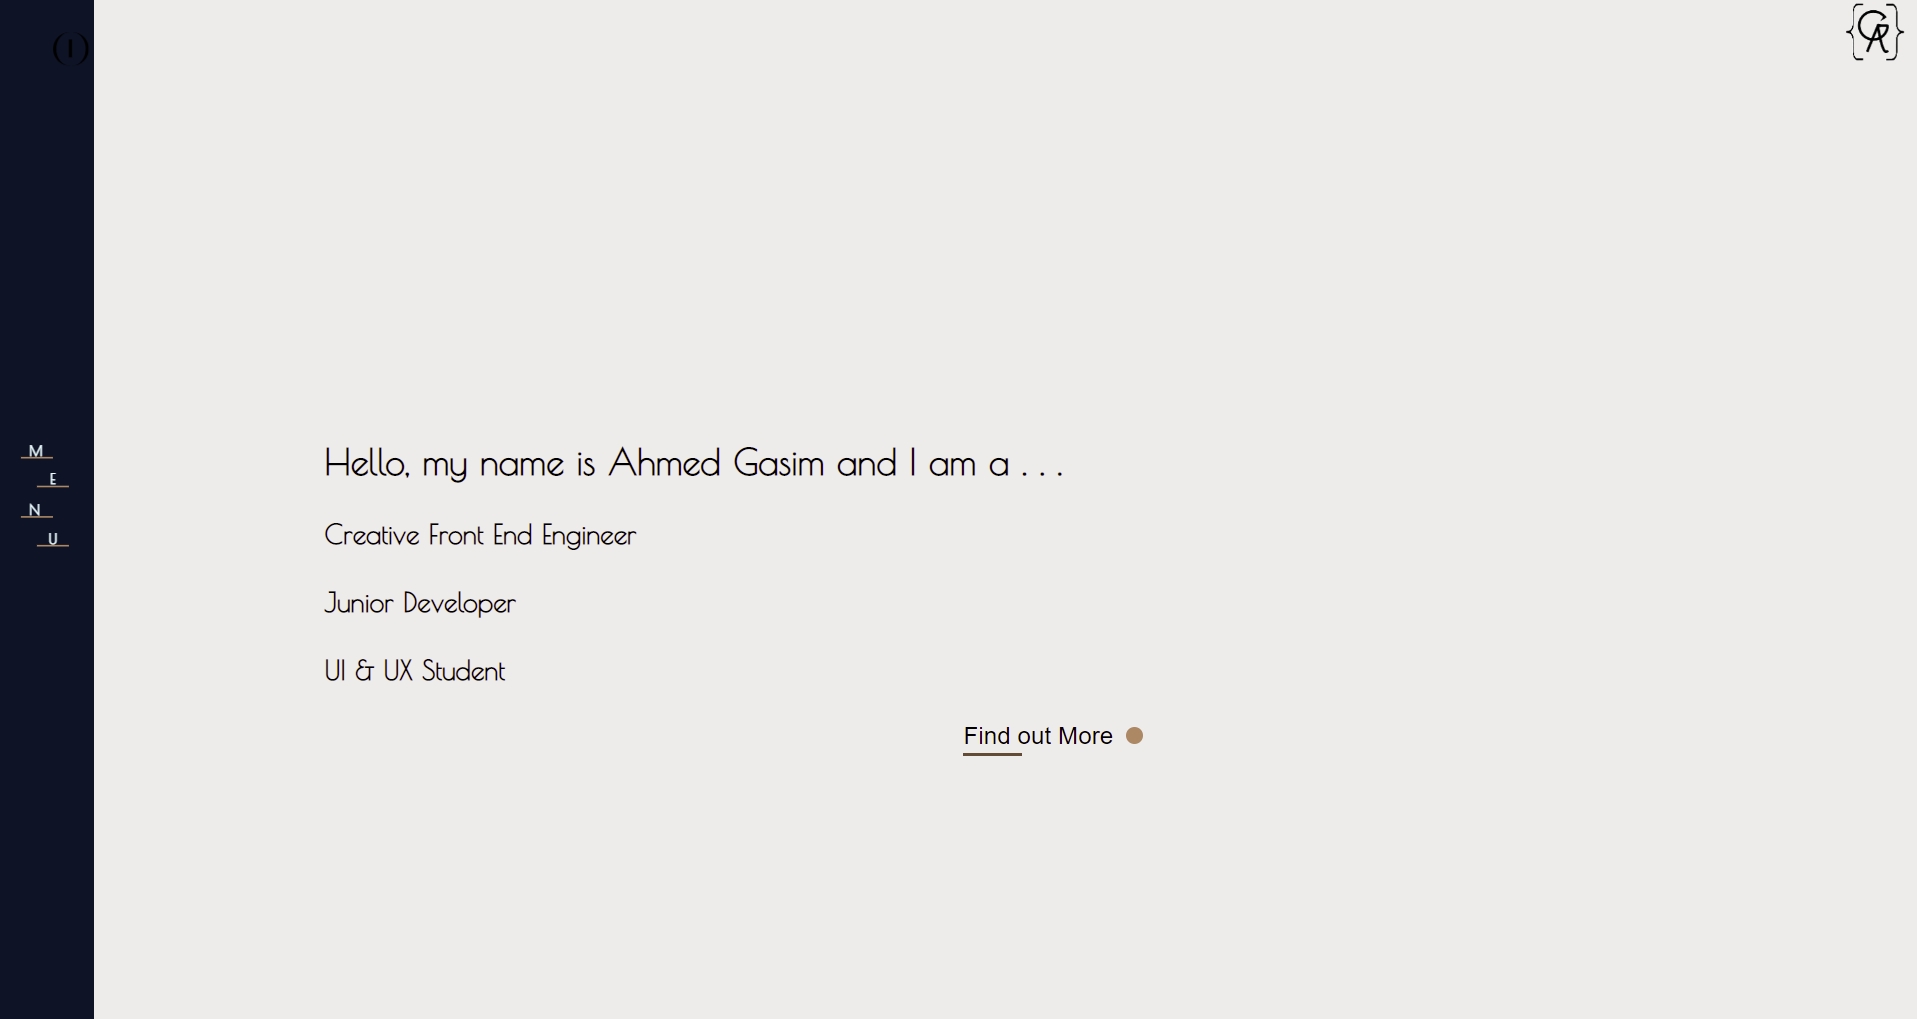 (I)
GA
M
E
N
U
Hello, my name is Ahmed Gasim and I am a . . .
Creative Front End Engineer
Junior Developer
UI & UX Student
Find out More